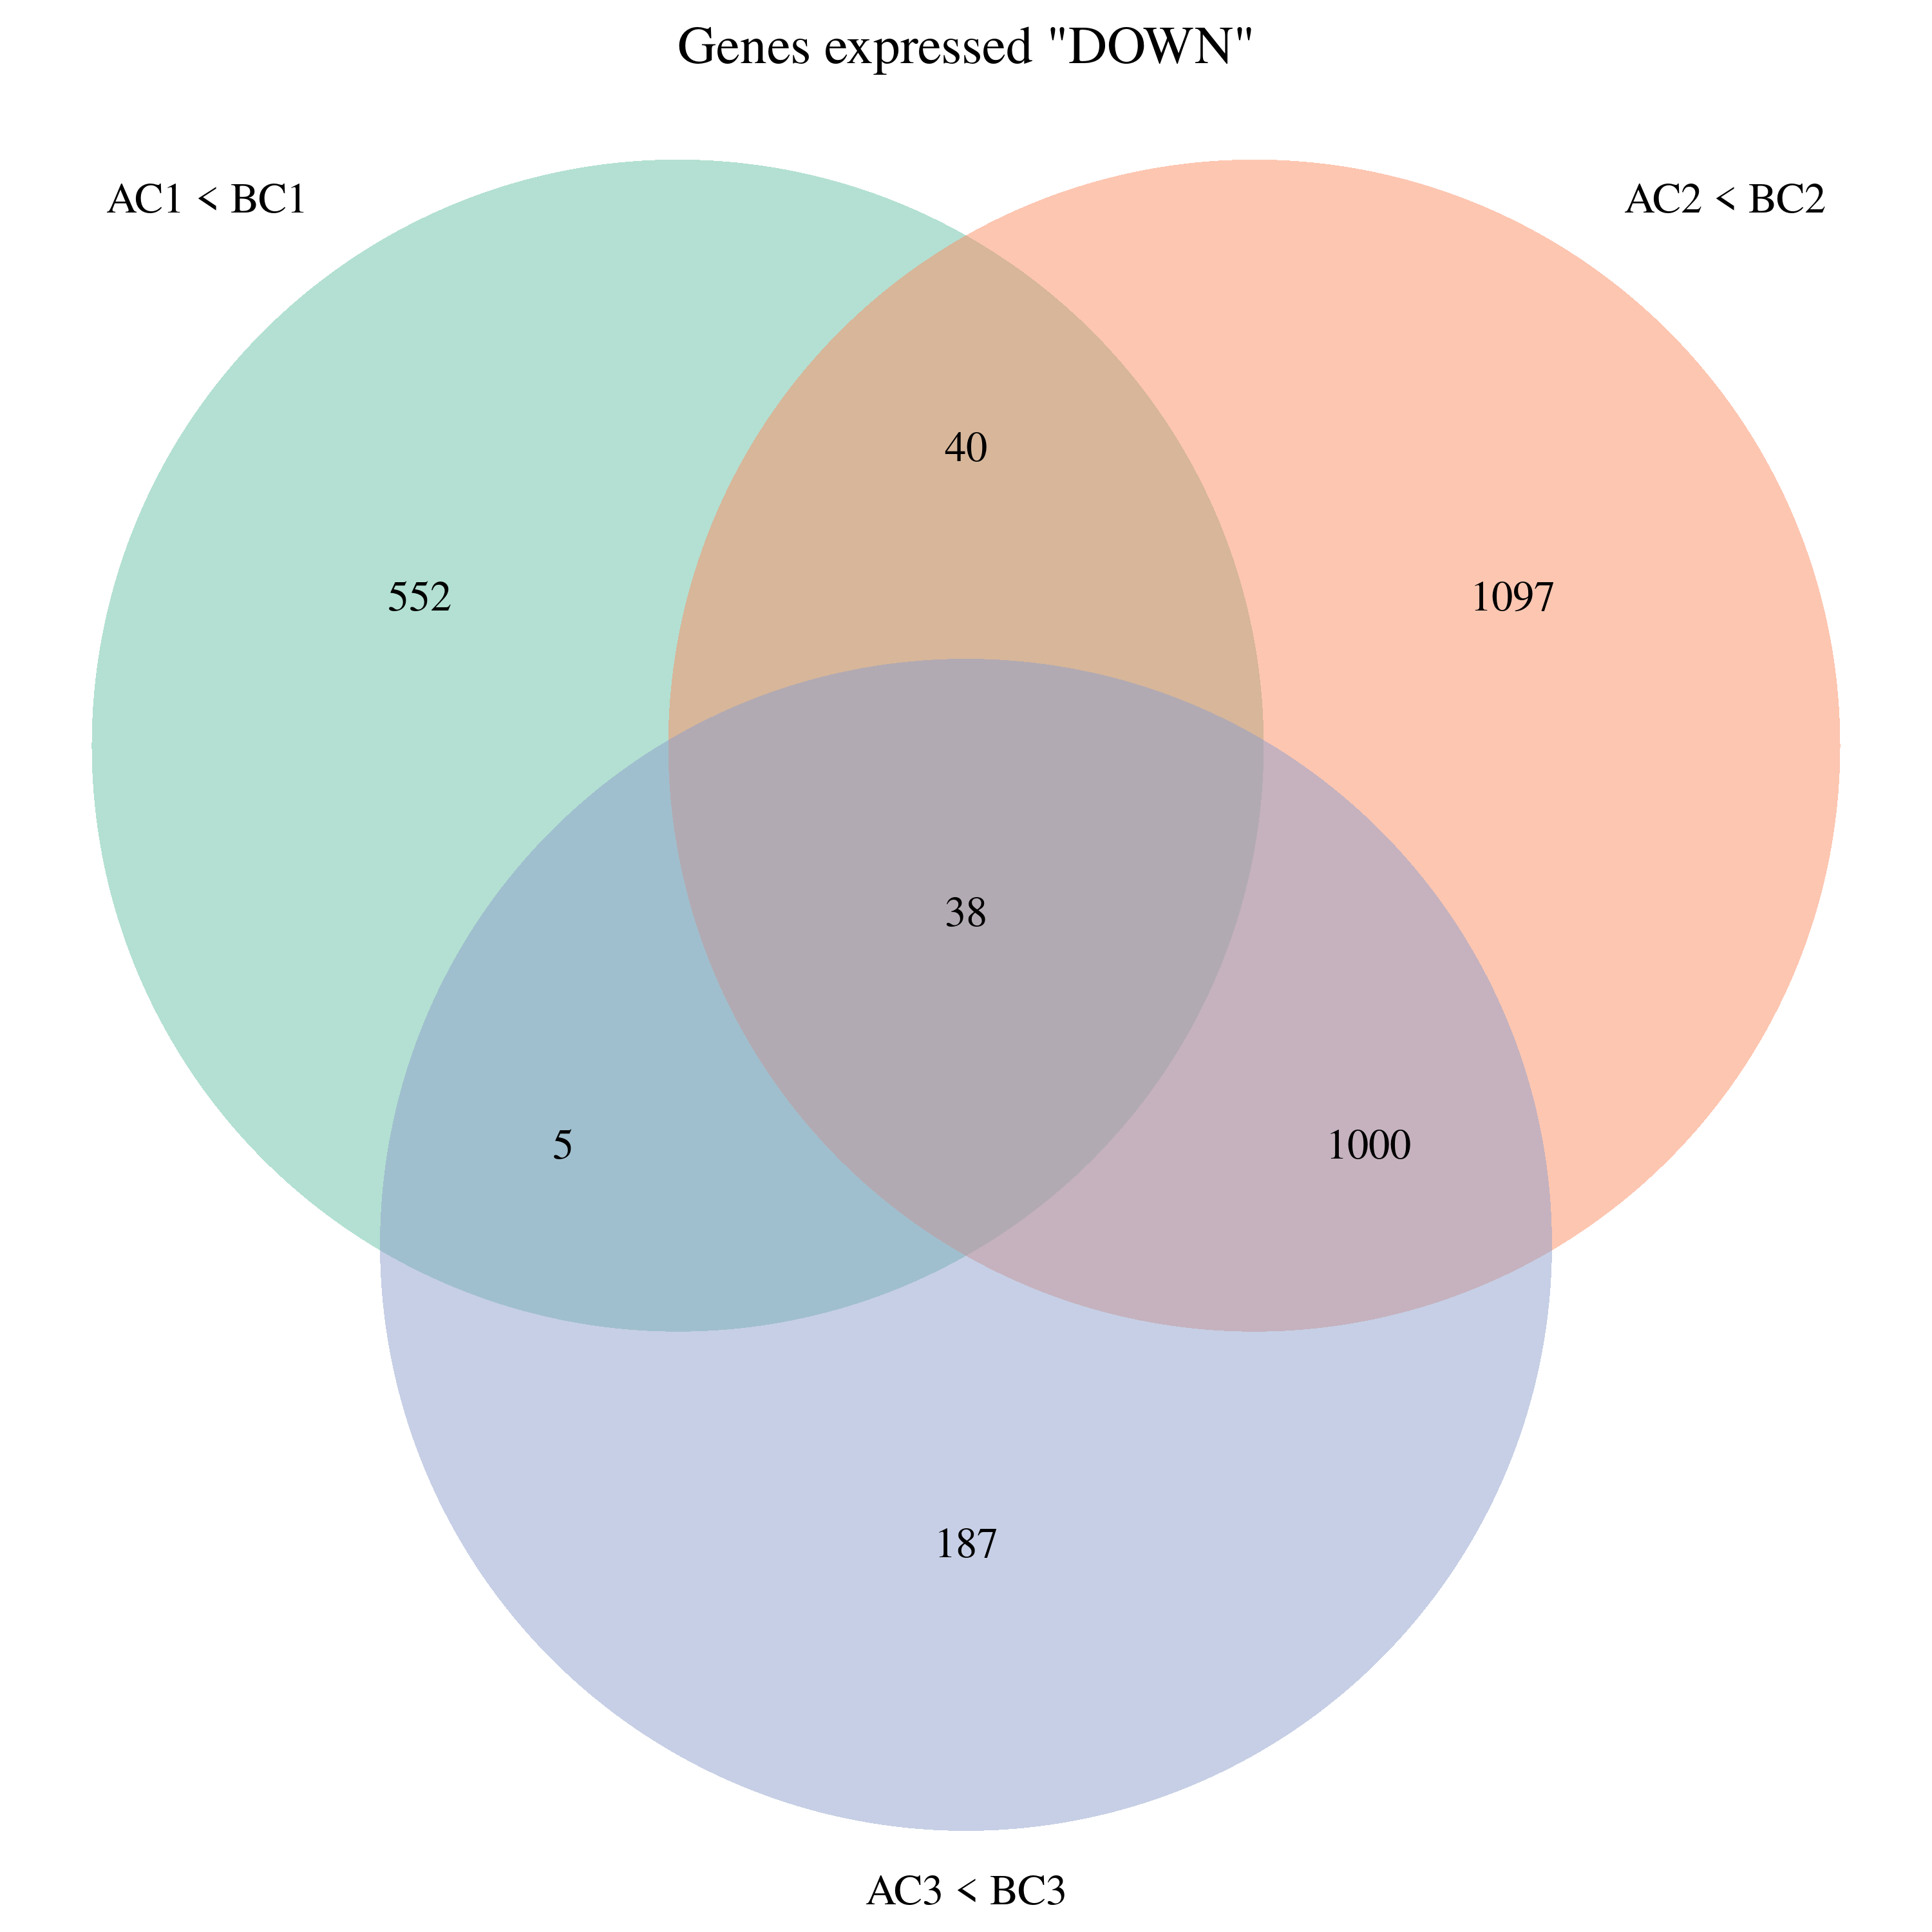 Genes expressed "DOWN"
AC1 < BC1
AC2 < BC2
40
552
1097
38
5
1000
187
AC3 < BC3